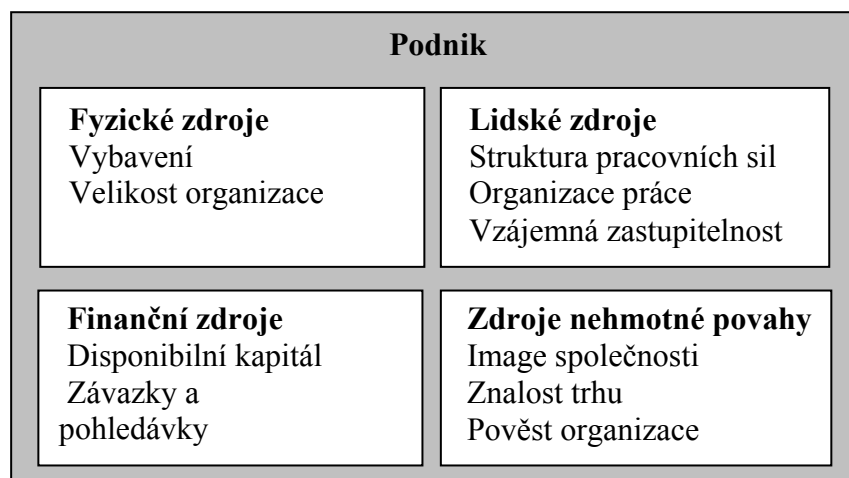 Podnik
Fyzické zdroje
Vybavení
Velikost organizace
Lidské zdroje
Struktura pracovních sil
Organizace práce
Vzájemná zastupitelnost
Finanční zdroje
Disponibilní kapitál
Závazky a
pohledávky
Zdroje nehmotné povahy
Image společnosti
Znalost trhu
Pověst organizace